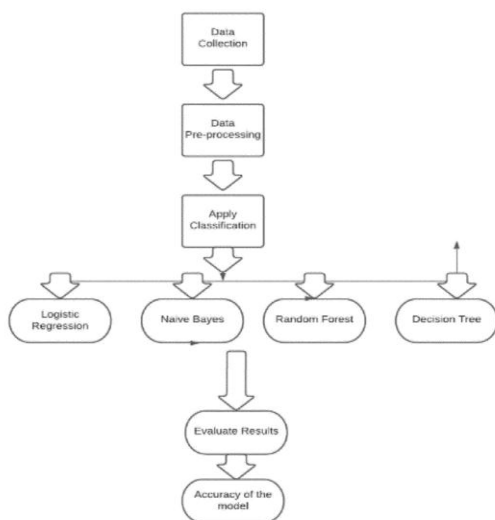 Data
Collection
Data
Pre-processing
Apply
Classification
Logistic
Regression
Naive Bayes
Random Forest
Decision Tree
Evaluate Results
Accuracy of the
model